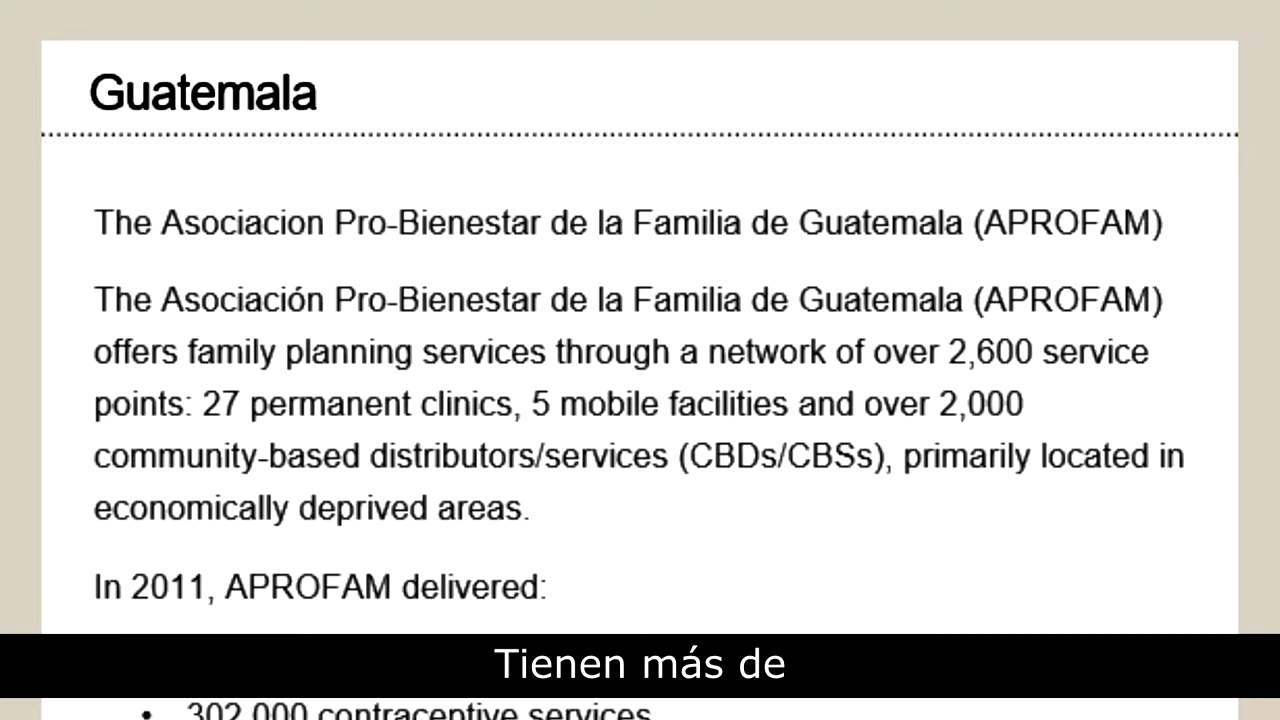 Guatemala
The Asociacion Pro-Bienestar de la Familia de Guatemala (APROFAM)
The Asociación Pro-Bienestar de la Familia de Guatemala (APROFAM)
offers family planning services through a network of over 2,600 service
points: 27 permanent clinics, 5 mobile facilities and over 2,000
community-based distributors/services (CBDs/CBSs), primarily located in
economically deprived areas.
In 2011, APROFAM delivered:
Tienen más de
• 302,000 contraceptive services